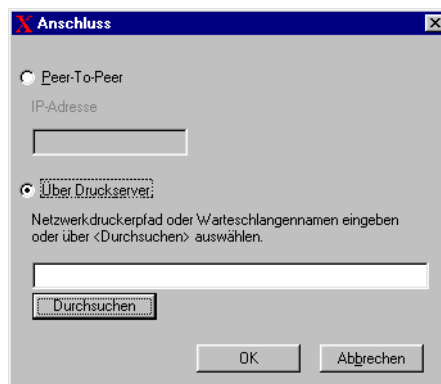 Anschluss
Peer-To-Peer
IP-Adresse
Über Druckserver
Netzwerkdruckerpfad oder Warteschlangennamen eingeben
oder über <Durchsuchen> auswählen.
Durchsuchen
OK
Abbrechen